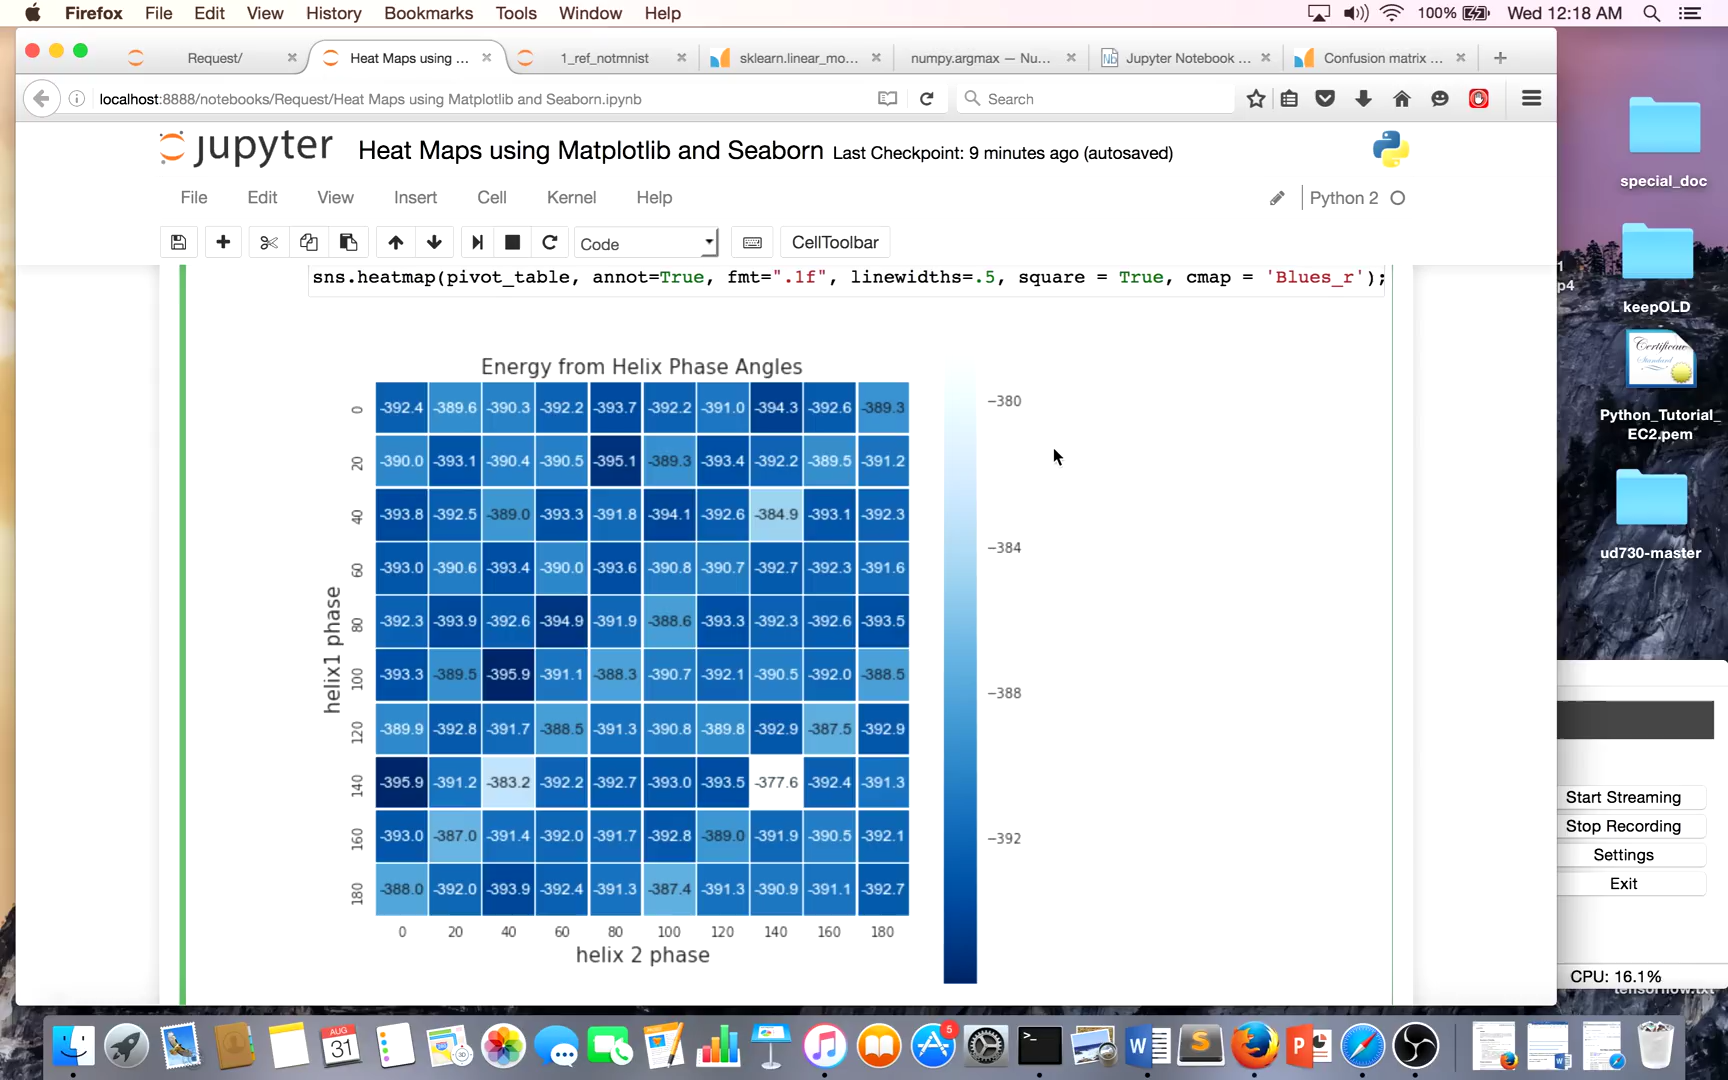 Firefox File Edit View History Bookmarks Tools Window Help 100% Wed 12:18 AM
Request/ Heat Maps using ... 1_ref_notmnist sklearn.linear_mo... numpy.argmax — Nu... Jupyter Notebook ... Confusion matrix ...
localhost:8888/notebooks/Request/Heat Maps using Matplotlib and Seaborn.ipynb Search
jupyter Heat Maps using Matplotlib and Seaborn Last Checkpoint: 9 minutes ago (autosaved)
File Edit View Insert Cell Kernel Help Python 2
Code CellToolbar
sns.heatmap(pivot_table, annot=True, fmt=".1f", linewidths=.5, square = True, cmap = 'Blues_r');
Energy from Helix Phase Angles
0 -392.4 -389.6 -390.3 -392.2 -393.7 -392.2 -391.0 -394.3 -392.6 -389.3
20 -390.0 -393.1 -390.4 -390.5 -395.1 -389.3 -393.4 -392.2 -389.5 -391.2
40 -393.8 -392.5 -389.0 -393.3 -391.8 -394.1 -392.6 -384.9 -393.1 -392.3
60 -393.0 -390.6 -393.4 -390.0 -393.6 -390.8 -390.7 -392.7 -392.3 -391.6
80 -392.3 -393.9 -392.6 -394.9 -391.9 -388.6 -393.3 -392.3 -392.6 -393.5
100 -393.3 -389.5 -395.9 -391.1 -388.3 -390.7 -392.1 -390.5 -392.0 -388.5
120 -389.9 -392.8 -391.7 -388.5 -391.3 -390.8 -389.8 -392.9 -387.5 -392.9
140 -395.9 -391.2 -383.2 -392.2 -392.7 -393.0 -393.5 -377.6 -392.4 -391.3
160 -393.0 -387.0 -391.4 -392.0 -391.7 -392.8 -389.0 -391.9 -390.5 -392.1
180 -388.0 -392.0 -393.9 -392.4 -391.3 -387.4 -391.3 -390.9 -391.1 -392.7
0 20 40 60 80 100 120 140 160 180
helix 2 phase
helix1 phase
−380
−384
−388
−392
special_doc
1
p4
keepOLD
Certificate
Standard
Python_Tutorial_
EC2.pem
ud730-master
Start Streaming
Stop Recording
Settings
Exit
CPU: 16.1%
tensorflow.txt
AUG
31
5